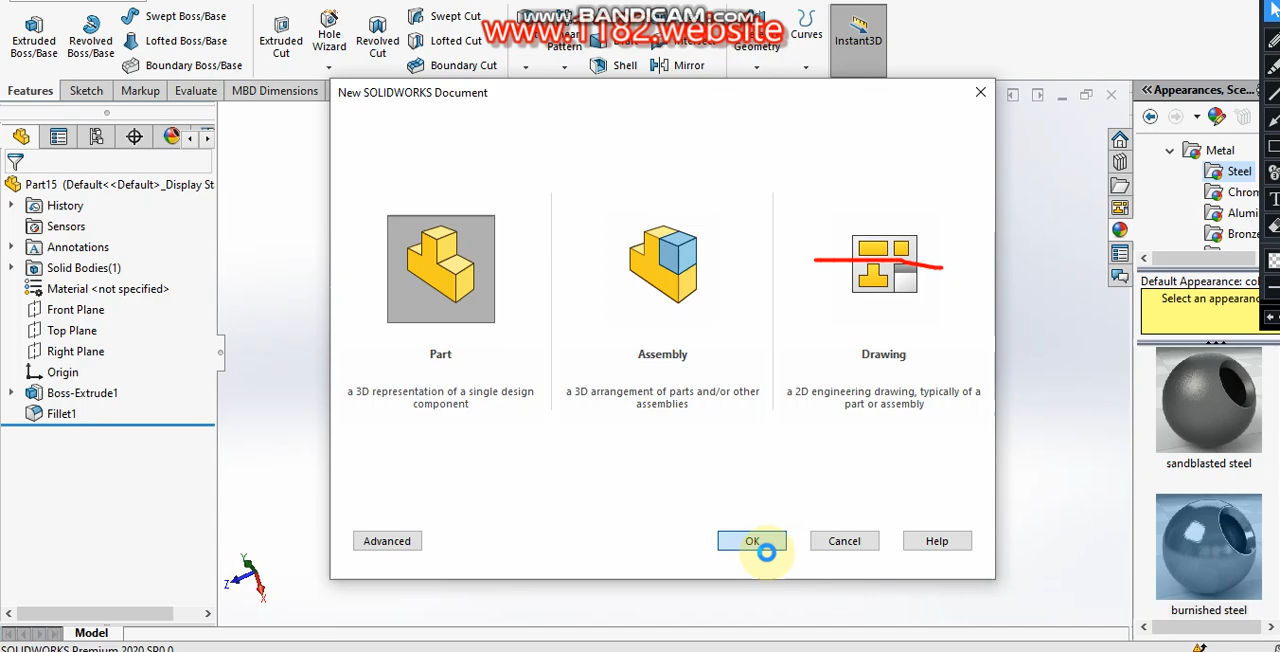 www.BANDICAM.com
www.1182.website
Extruded
Boss/Base
Revolved
Boss/Base
Swept Boss/Base
Lofted Boss/Base
Boundary Boss/Base
Extruded
Cut
Hole
Wizard
Revolved
Cut
Swept Cut
Lofted Cut
Boundary Cut
Pattern
Shell
Mirror
Geometry
Curves
Instant3D
Features
Sketch
Markup
Evaluate
MBD Dimensions
New SOLIDWORKS Document
Appearances, Sce...
Part15 (Default<<Default>_Display St
History
Sensors
Annotations
Solid Bodies(1)
Material <not specified>
Front Plane
Top Plane
Right Plane
Origin
Boss-Extrude1
Fillet1
Part
a 3D representation of a single design
component
Assembly
a 3D arrangement of parts and/or other
assemblies
Drawing
a 2D engineering drawing, typically of a
part or assembly
Advanced
OK
Cancel
Help
Metal
Steel
Chrom
Alumi
Bronze
Default Appearance: col
Select an appearanc
sandblasted steel
burnished steel
Y
Z
X
Model
SOLIDWORKS Premium 2020 SP0.0